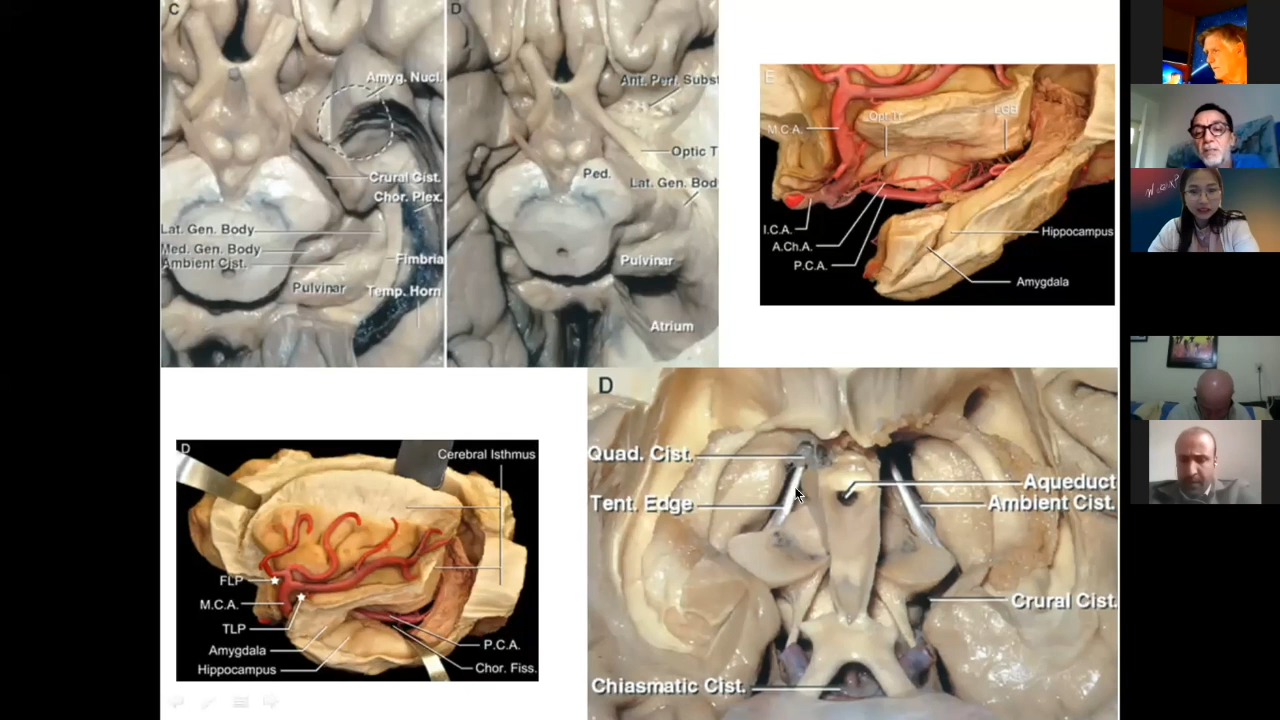 C
Amyg. Nucl.
Crural Cist.
Chor. Plex.
Lat. Gen. Body
Med. Gen. Body
Ambient Cist.
Fimbria
Pulvinar
Temp. Horn
D
Ant. Perf. Subst
Optic T
Ped.
Lat. Gen. Bod
Pulvinar
Atrium
E
M.C.A.
Opt. Tr.
LGB
I.C.A.
A.Ch.A.
P.C.A.
Hippocampus
Amygdala
D
Cerebral Isthmus
FLP
M.C.A.
TLP
Amygdala
Hippocampus
P.C.A.
Chor. Fiss.
D
Quad. Cist.
Tent. Edge
Aqueduct
Ambient Cist.
Crural Cist.
Chiasmatic Cist.